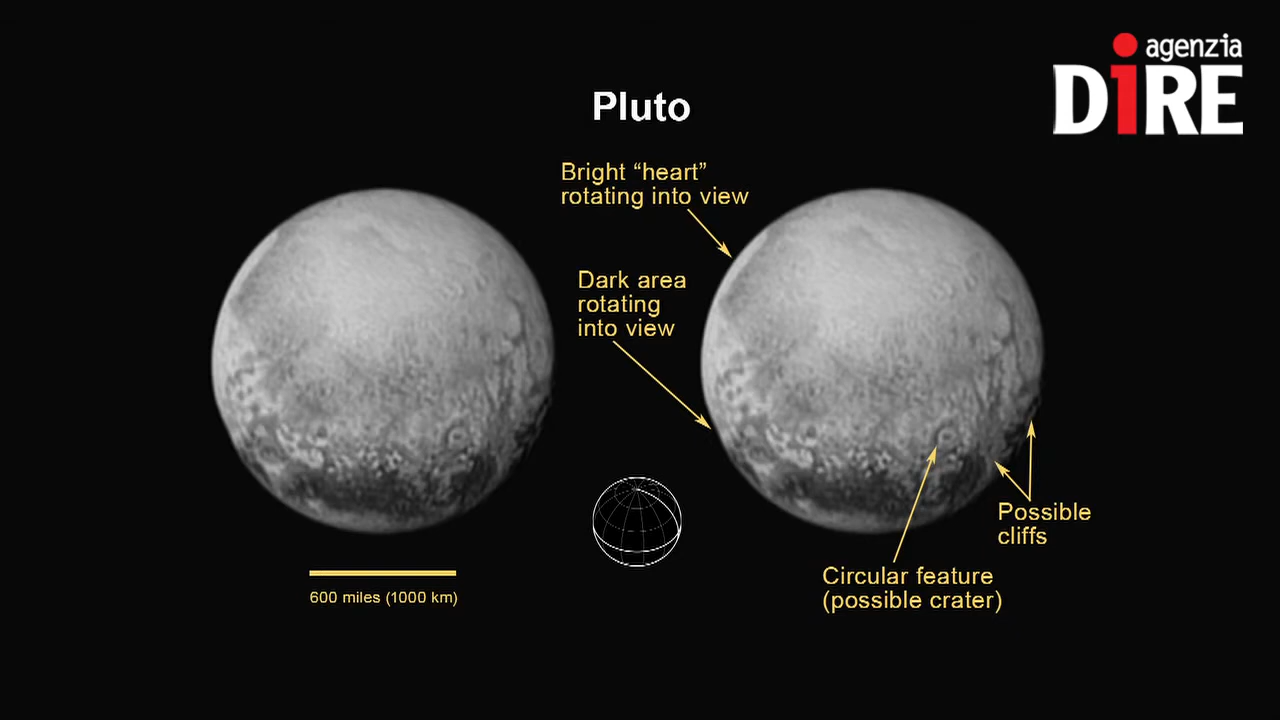 agenzia
DiRE
Pluto
Bright “heart”
rotating into view
Dark area
rotating
into view
Possible
cliffs
Circular feature
(possible crater)
600 miles (1000 km)